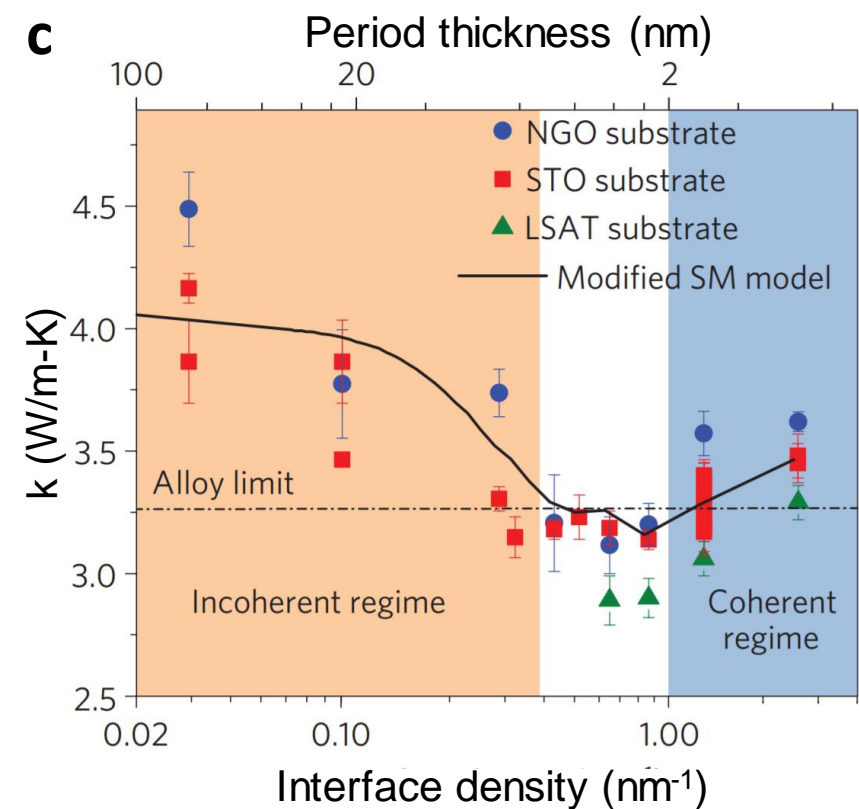 c
Period thickness (nm)
100 20 2
NGO substrate
STO substrate
LSAT substrate
Modified SM model
4.5
4.0
3.5
3.0
2.5
k (W/m-K)
Alloy limit
Incoherent regime
Coherent
regime
0.02 0.10 1.00
Interface density (nm⁻¹)